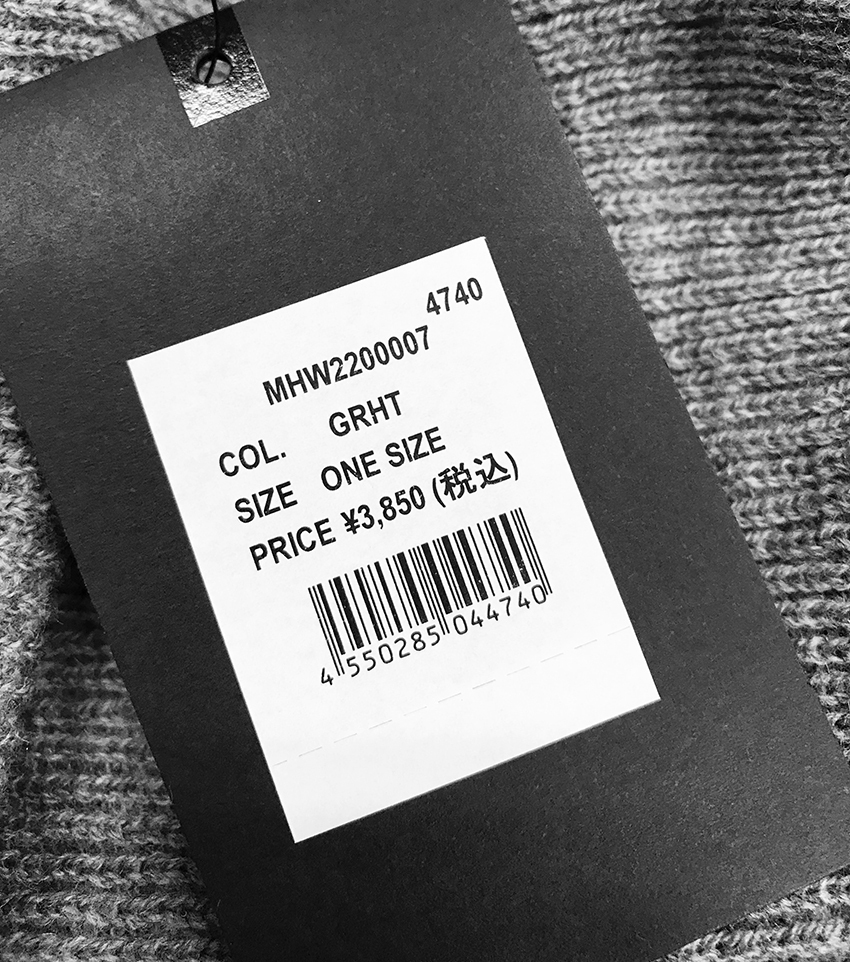 4740
MHW2200007
COL. GRHT
SIZE ONE SIZE
PRICE ¥3,850 (税込)
4 550285 044740